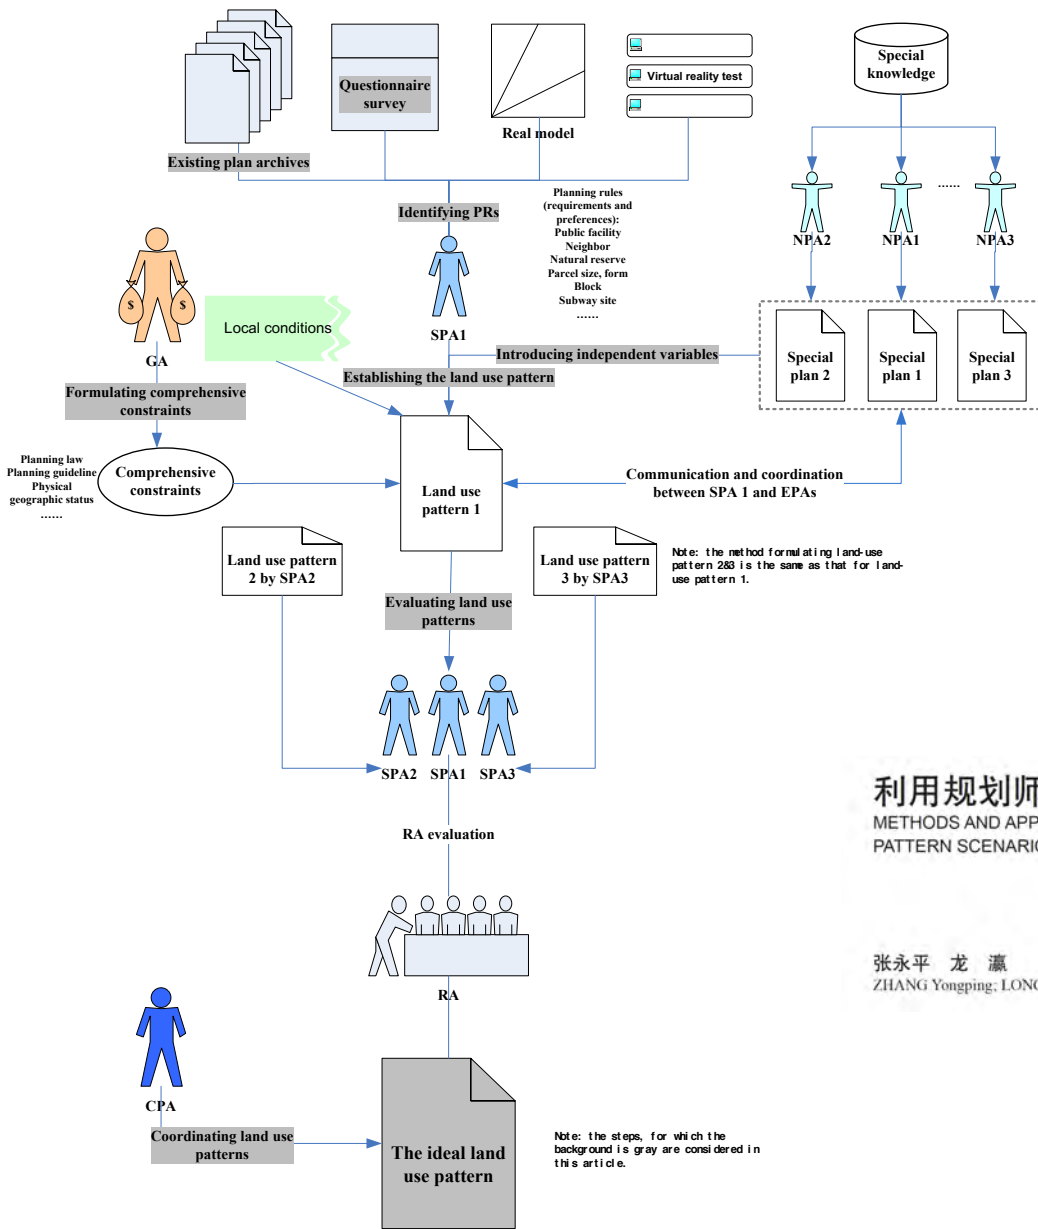 Questionnaire
survey
Existing plan archives
Real model
Virtual reality test
Special
knowledge
Identifying PRs
Planning rules
(requirements and
preferences):
Public facility
Neighbor
Natural reserve
Parcel size, form
Block
Subway site
......
NPA2
NPA1
......
NPA3
$
$
GA
SPA1
Local conditions
Introducing independent variables
Establishing the land use pattern
Special
plan 2
Special
plan 1
Special
plan 3
Formulating comprehensive
constraints
Planning law
Planning guideline
Physical
geographic status
......
Comprehensive
constraints
Land use
pattern 1
Communication and coordination
between SPA 1 and EPAs
Land use pattern
2 by SPA2
Land use pattern
3 by SPA3
Note: the method formulating land-use
pattern 2&3 is the same as that for land-
use pattern 1.
Evaluating land use
patterns
SPA2
SPA1
SPA3
RA evaluation
RA
利用规划师
METHODS AND APP
PATTERN SCENARIO
张永平 龙 瀛
ZHANG Yongping; LONG
CPA
Coordinating land use
patterns
The ideal land
use pattern
Note: the steps, for which the
background is gray are considered in
this article.